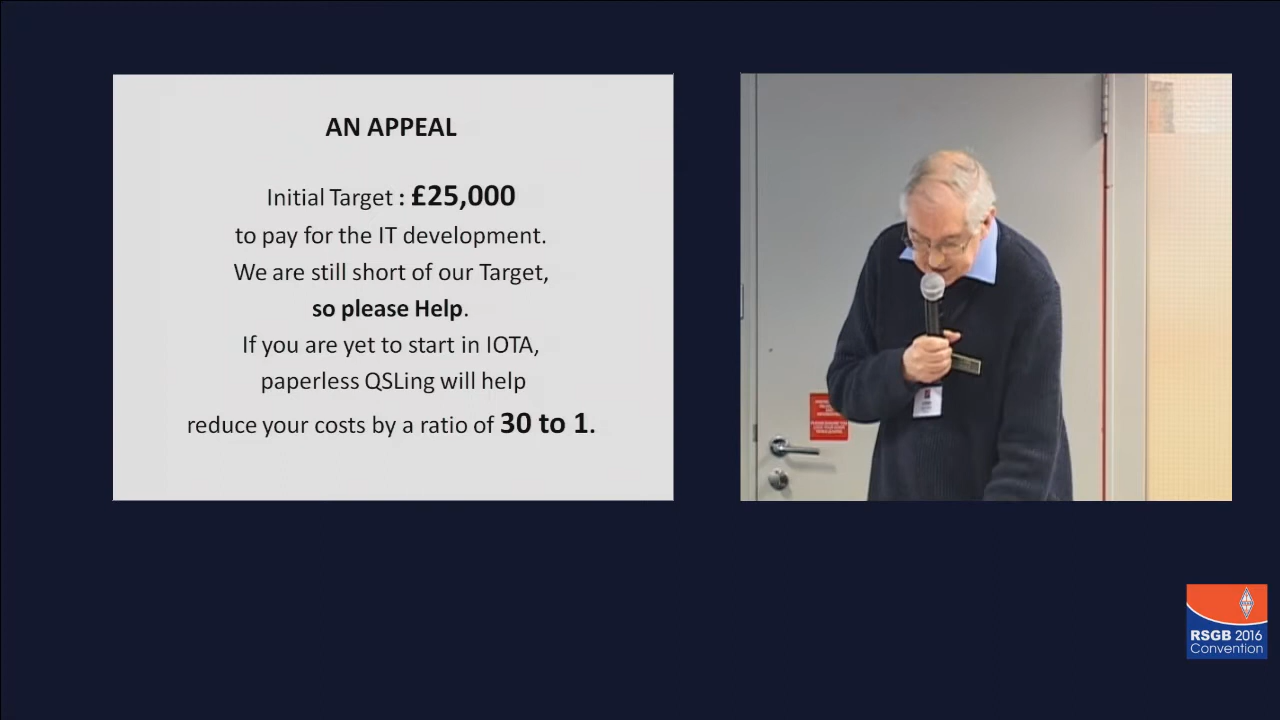 AN APPEAL
Initial Target : £25,000
to pay for the IT development.
We are still short of our Target,
so please Help.
If you are yet to start in IOTA,
paperless QSLing will help
reduce your costs by a ratio of 30 to 1.
RSGB 2016
Convention